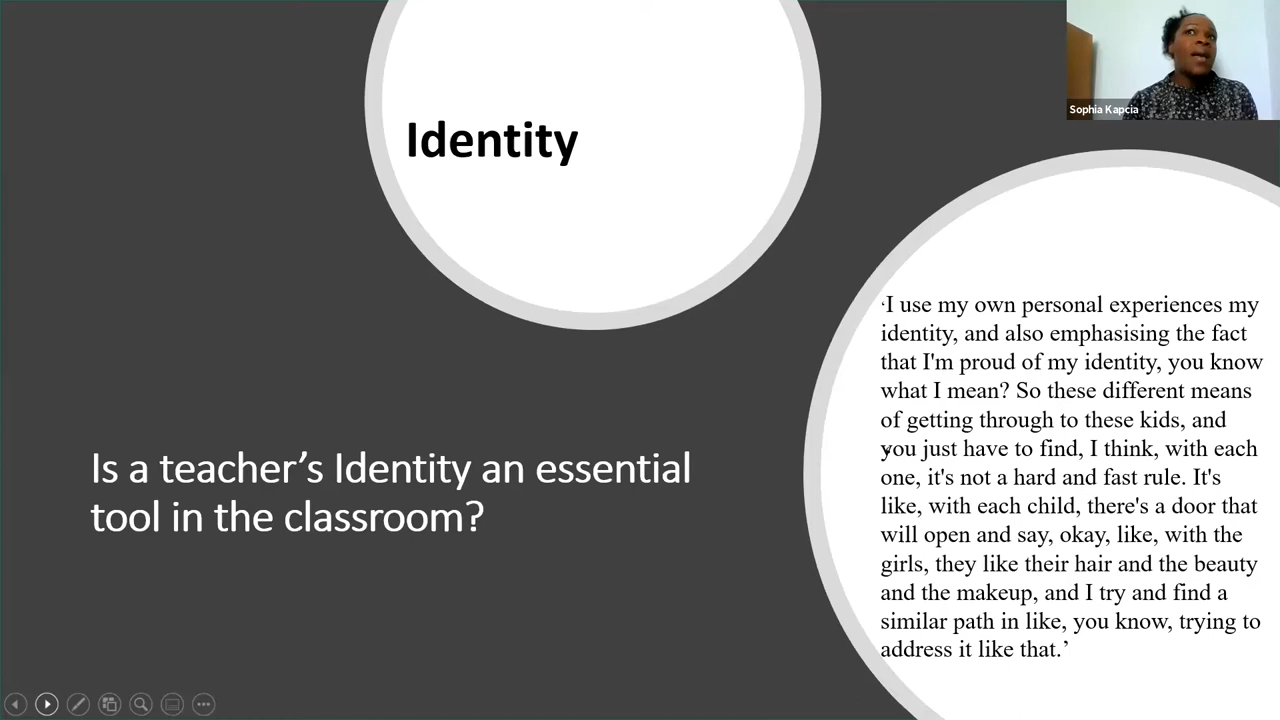 Identity
Sophia Kapcia
Is a teacher’s Identity an essential
tool in the classroom?
‘I use my own personal experiences my
identity, and also emphasising the fact
that I'm proud of my identity, you know
what I mean? So these different means
of getting through to these kids, and
you just have to find, I think, with each
one, it's not a hard and fast rule. It's
like, with each child, there's a door that
will open and say, okay, like, with the
girls, they like their hair and the beauty
and the makeup, and I try and find a
similar path in like, you know, trying to
address it like that.’